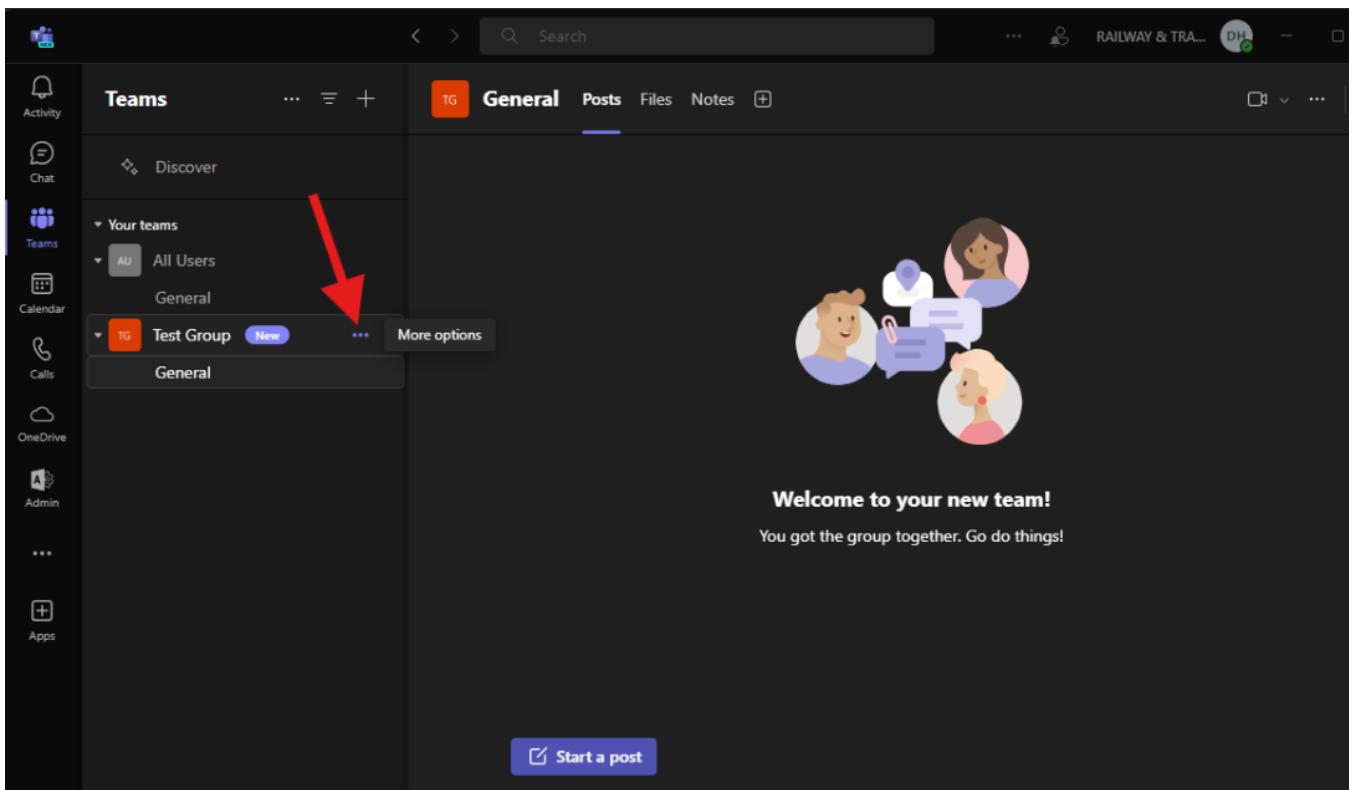 Search
RAILWAY & TRA...
DH
Activity
Chat
Teams
Calendar
Calls
OneDrive
Admin
Apps
Teams
Discover
Your teams
AU All Users
General
TG Test Group New
More options
General
TG General Posts Files Notes
Welcome to your new team!
You got the group together. Go do things!
Start a post